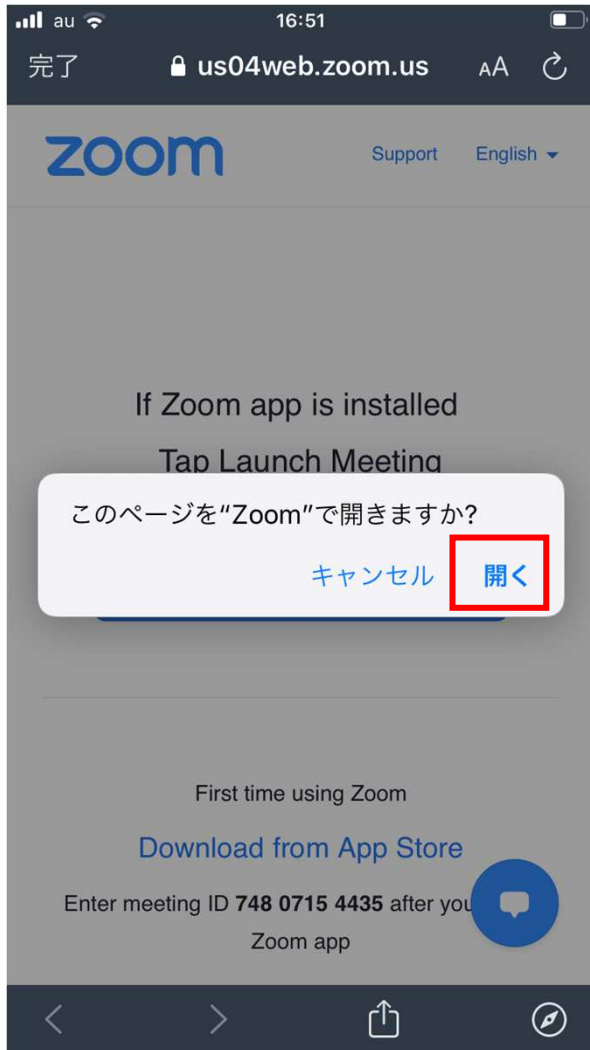 au 16:51
完了 us04web.zoom.us AA
zoom Support English
If Zoom app is installed
Tap Launch Meeting
このページを“Zoom”で開きますか?
キャンセル 開く
First time using Zoom
Download from App Store
Enter meeting ID 748 0715 4435 after you
Zoom app